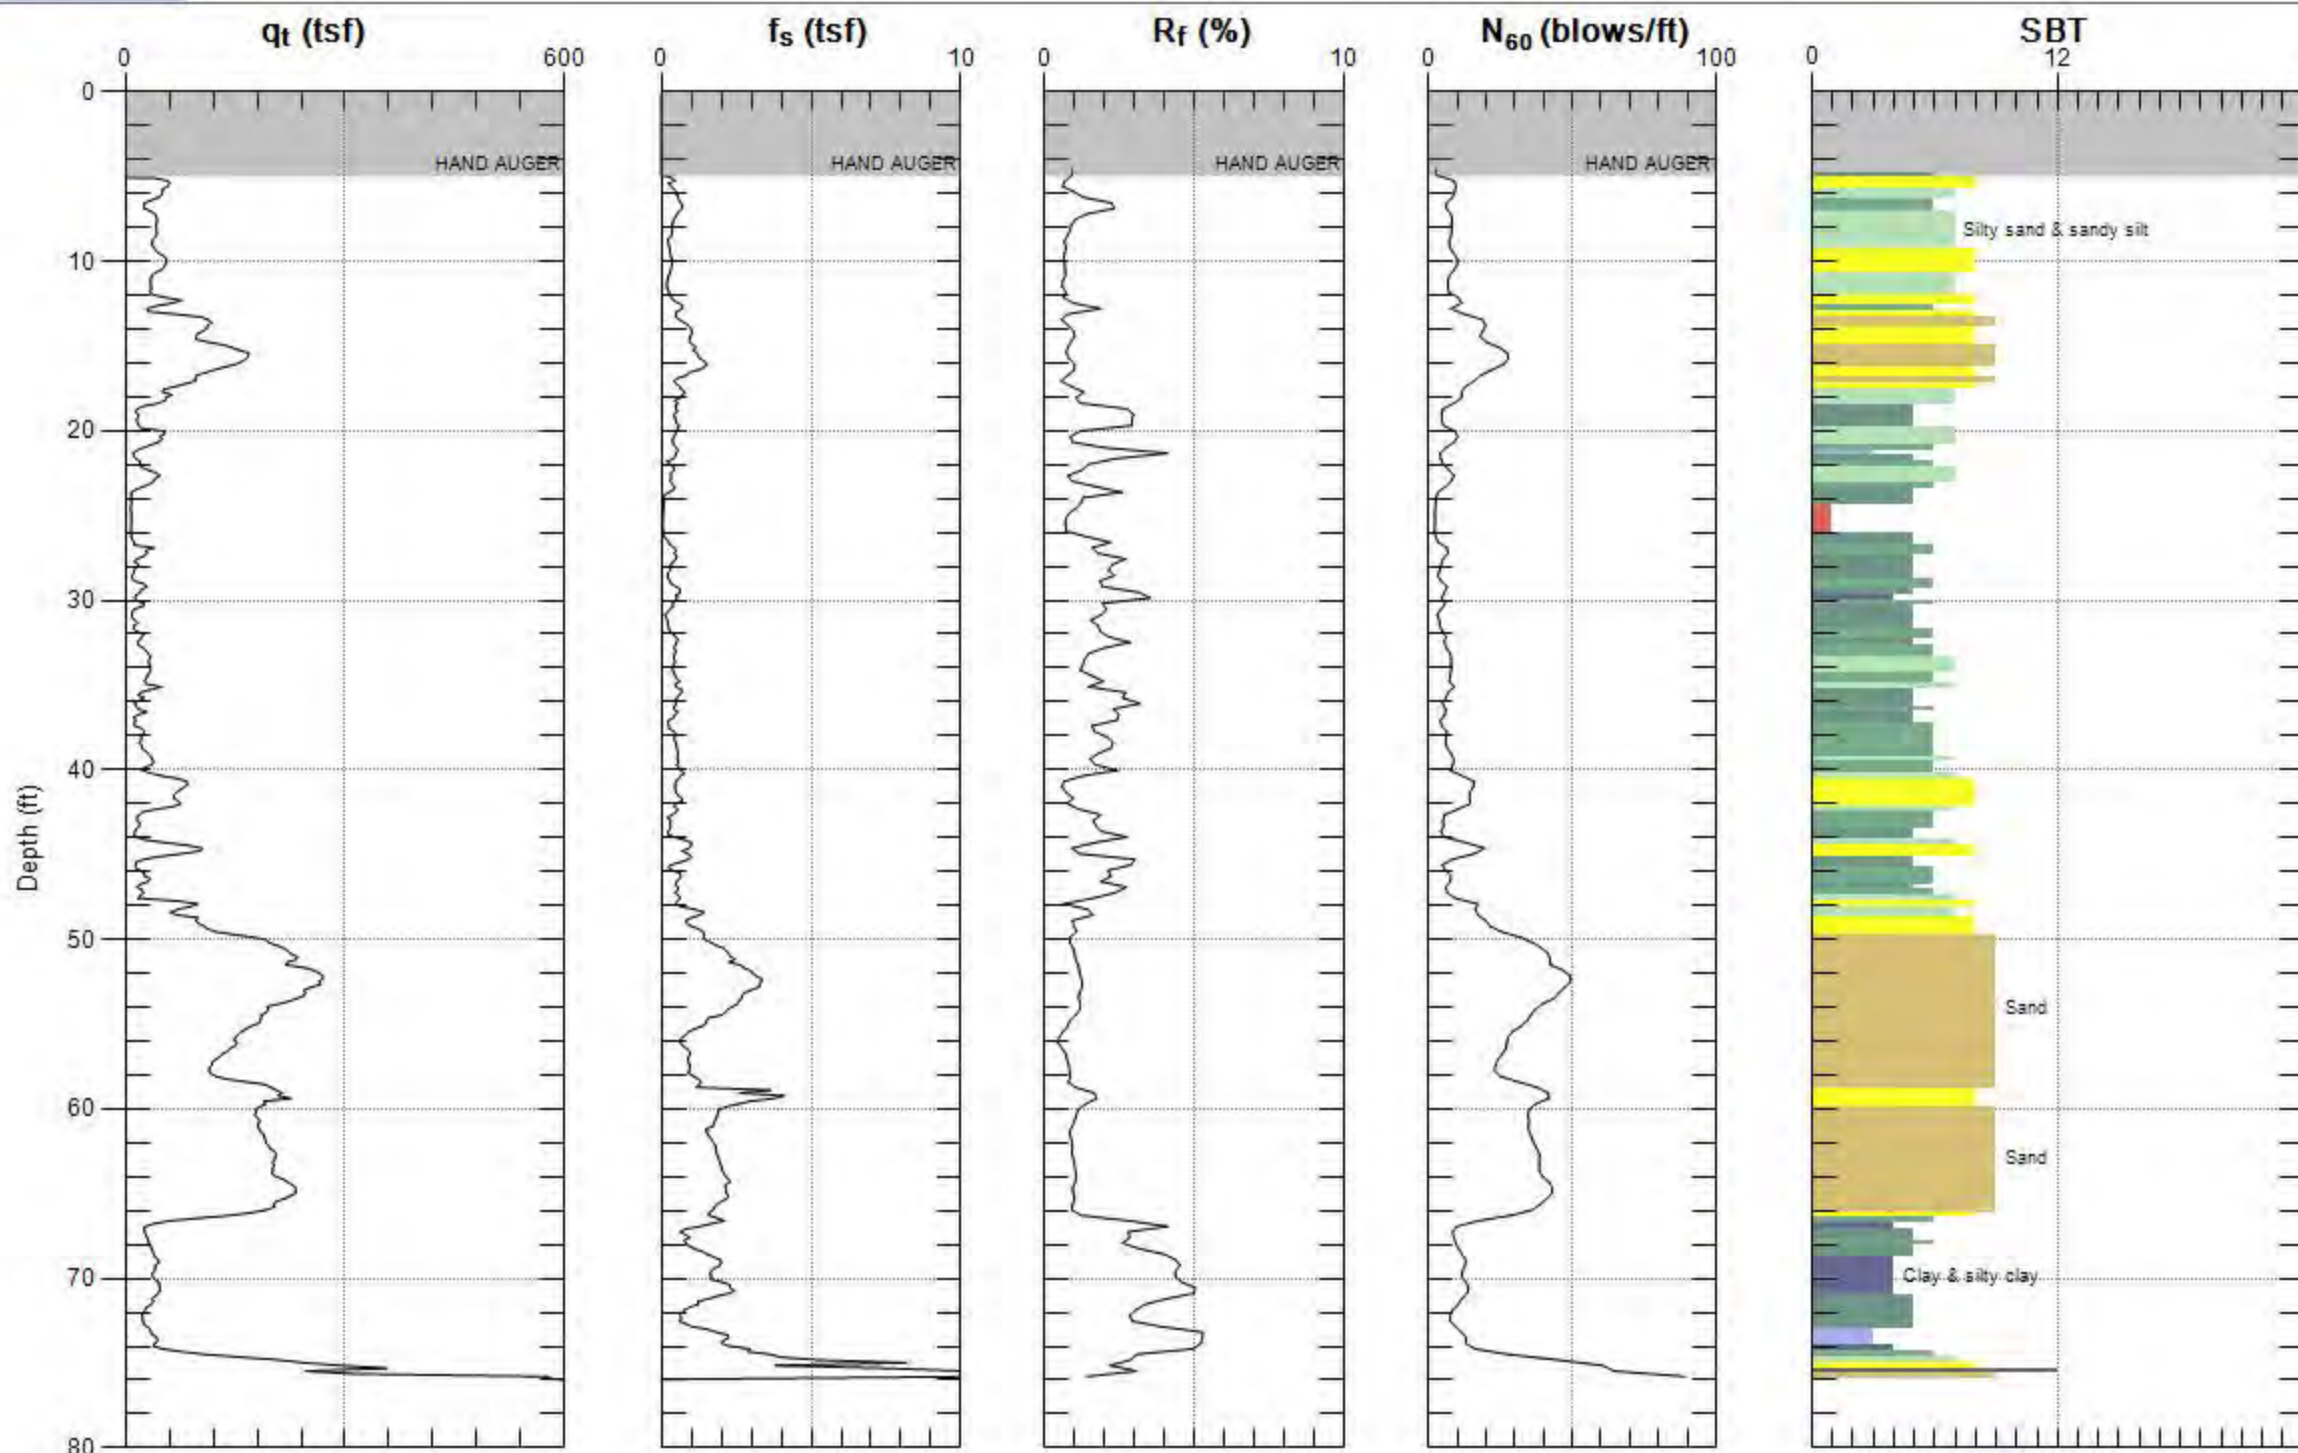 qt (tsf)
fs (tsf)
Rf (%)
N60 (blows/ft)
SBT
0 600
0 10
0 10
0 100
0 12
0
HAND AUGER
HAND AUGER
HAND AUGER
HAND AUGER
Silty sand & sandy silt
10
20
30
40
Depth (ft)
50
Sand
60
Sand
70
Clay & silty clay
80